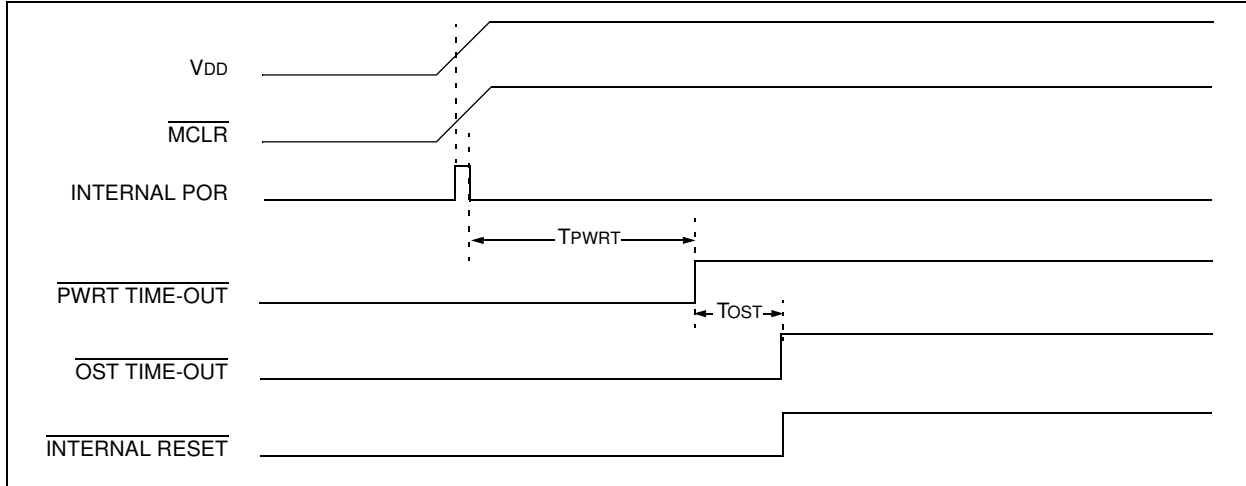 VDD
MCLR
INTERNAL POR
TPWRT
PWRT TIME-OUT
TOST
OST TIME-OUT
INTERNAL RESET